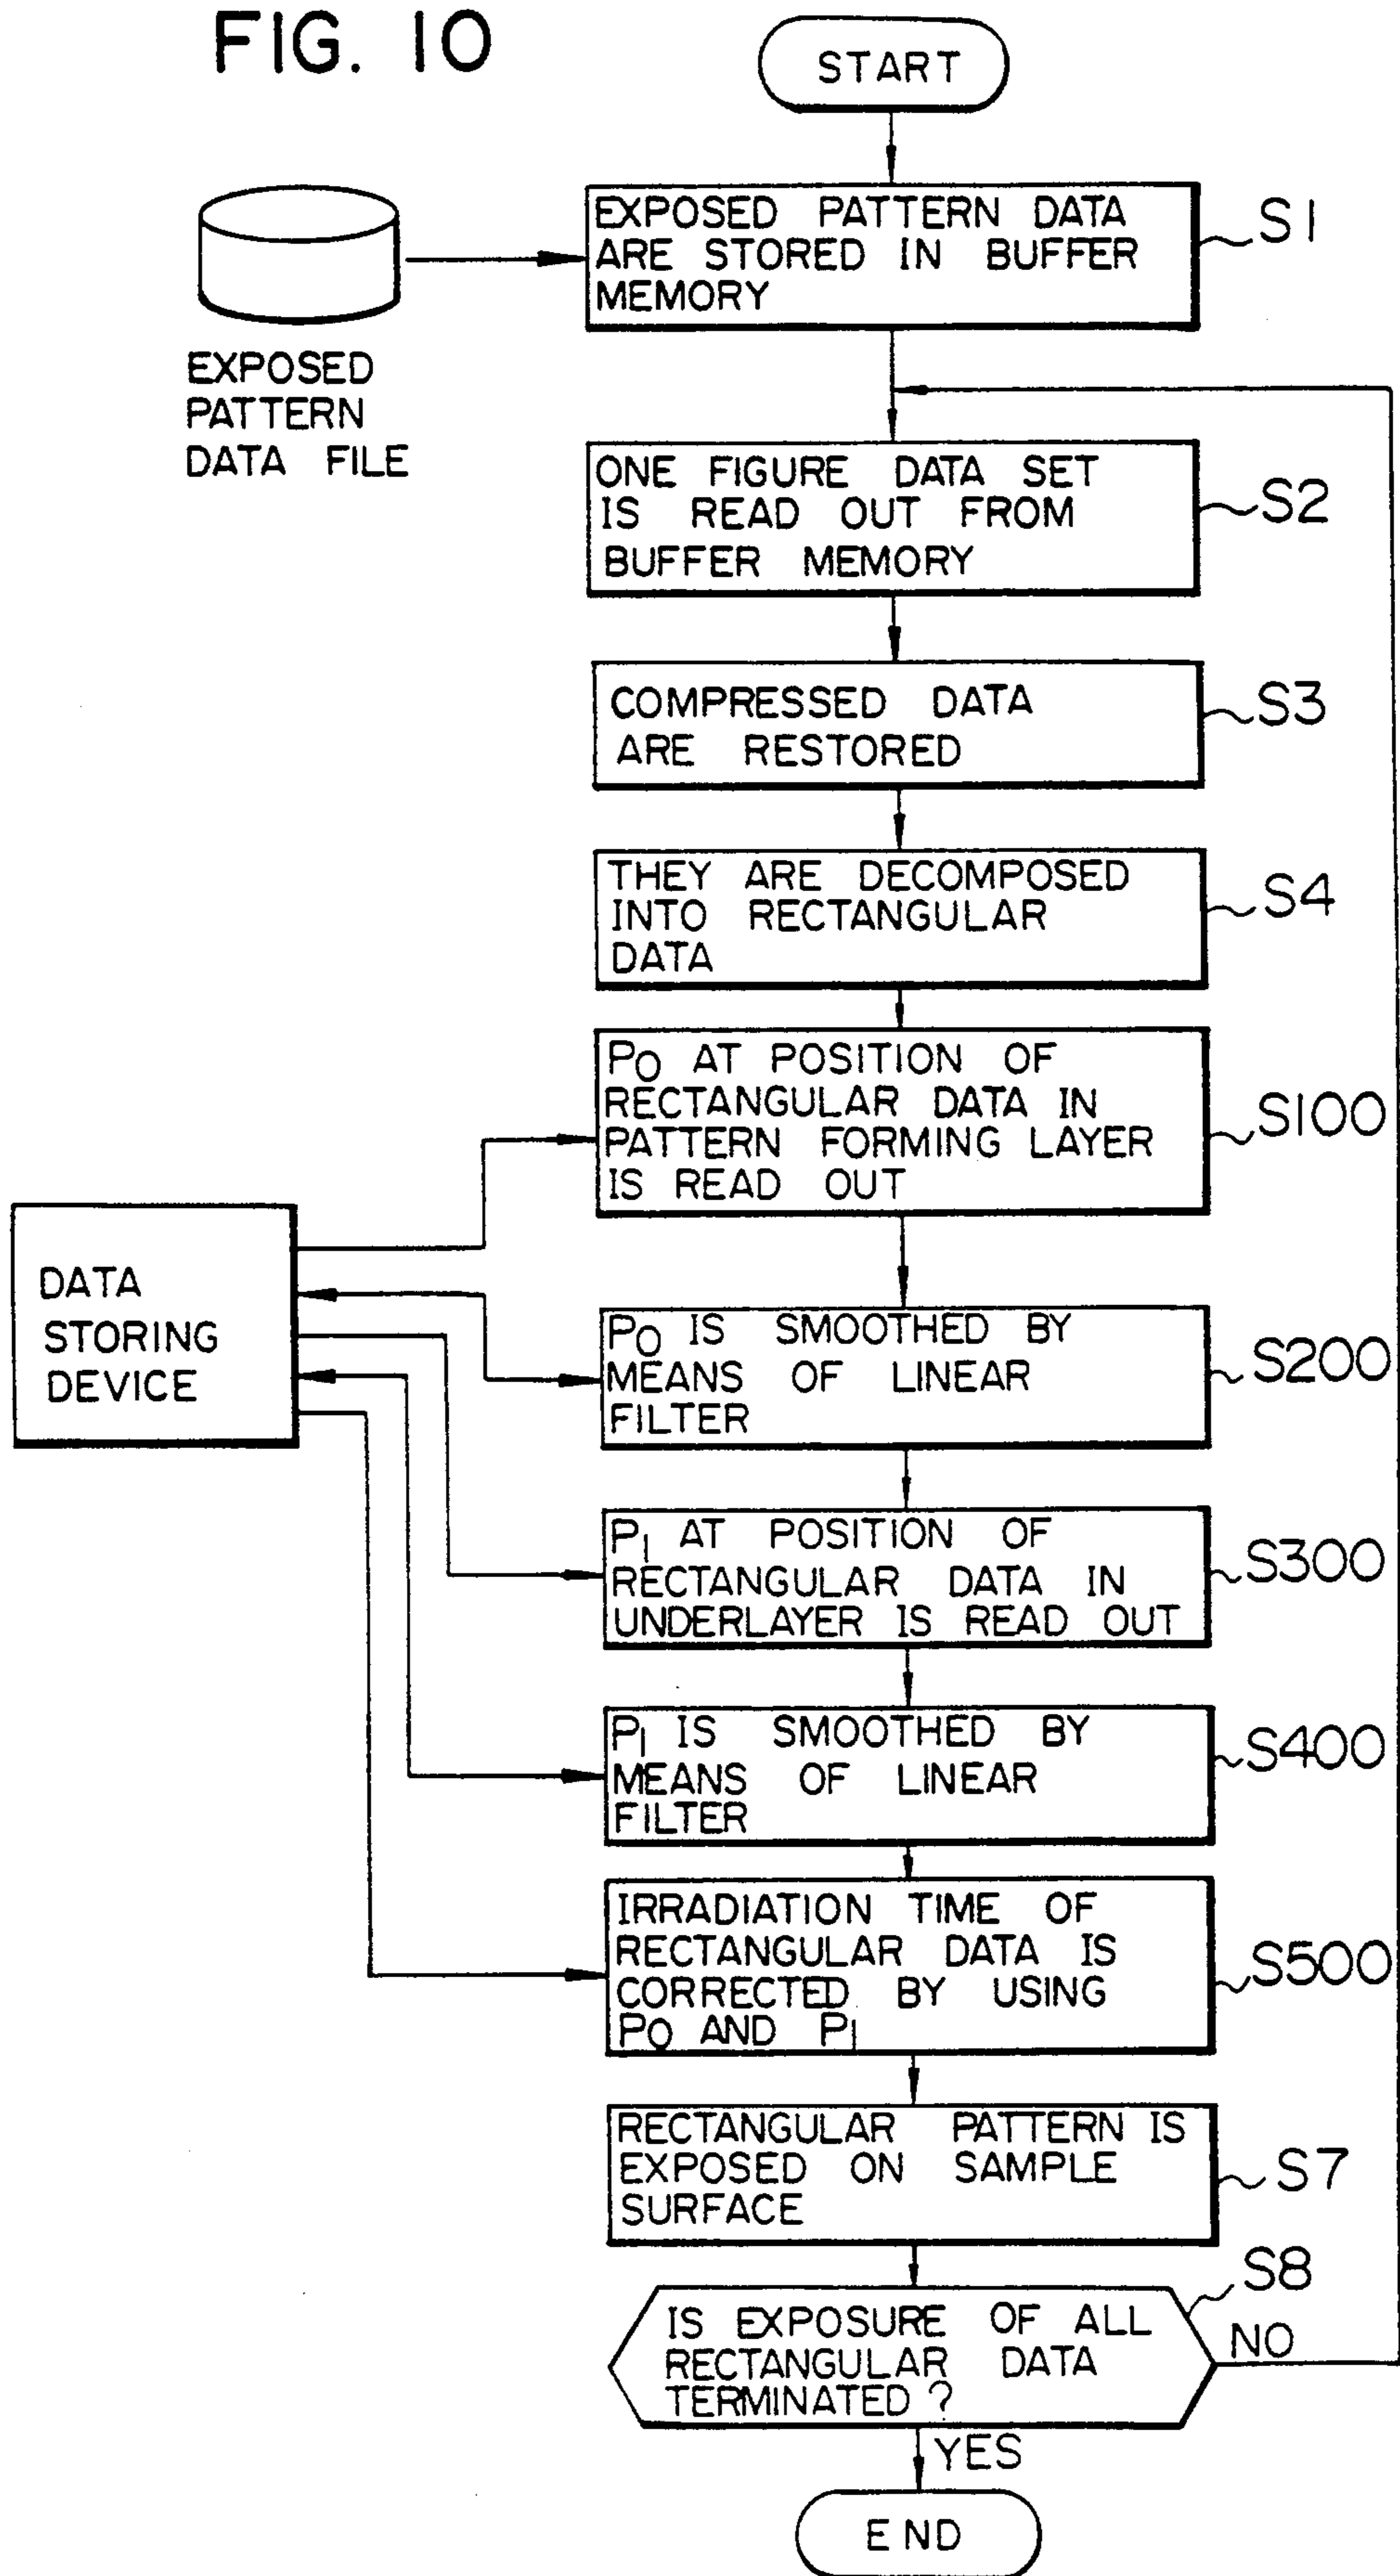 FIG. 10
START
EXPOSED PATTERN DATA
ARE STORED IN BUFFER
MEMORY
S1
EXPOSED
PATTERN
DATA FILE
ONE FIGURE DATA SET
IS READ OUT FROM
BUFFER MEMORY
S2
COMPRESSED DATA
ARE RESTORED
S3
THEY ARE DECOMPOSED
INTO RECTANGULAR
DATA
S4
P0 AT POSITION OF
RECTANGULAR DATA IN
PATTERN FORMING LAYER
IS READ OUT
S100
DATA
STORING
DEVICE
P0 IS SMOOTHED BY
MEANS OF LINEAR
FILTER
S200
P1 AT POSITION OF
RECTANGULAR DATA IN
UNDERLAYER IS READ OUT
S300
P1 IS SMOOTHED BY
MEANS OF LINEAR
FILTER
S400
IRRADIATION TIME OF
RECTANGULAR DATA IS
CORRECTED BY USING
P0 AND P1
S500
RECTANGULAR PATTERN IS
EXPOSED ON SAMPLE
SURFACE
S7
S8
IS EXPOSURE OF ALL
RECTANGULAR DATA
TERMINATED ?
NO
YES
END